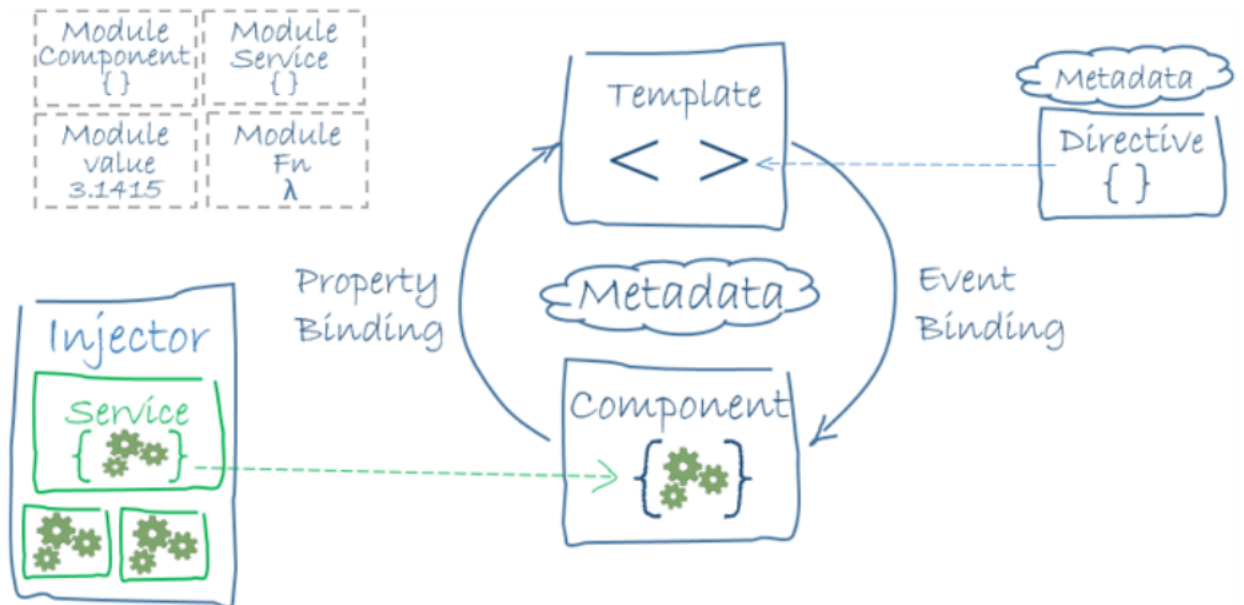 Module
Component
{ }
Module
Service
{ }
Module
value
3.1415
Module
Fn
λ
Template
< >
Metadata
Directive
{ }
Property
Binding
Metadata
Event
Binding
Injector
Service
{ }
Component
{ }